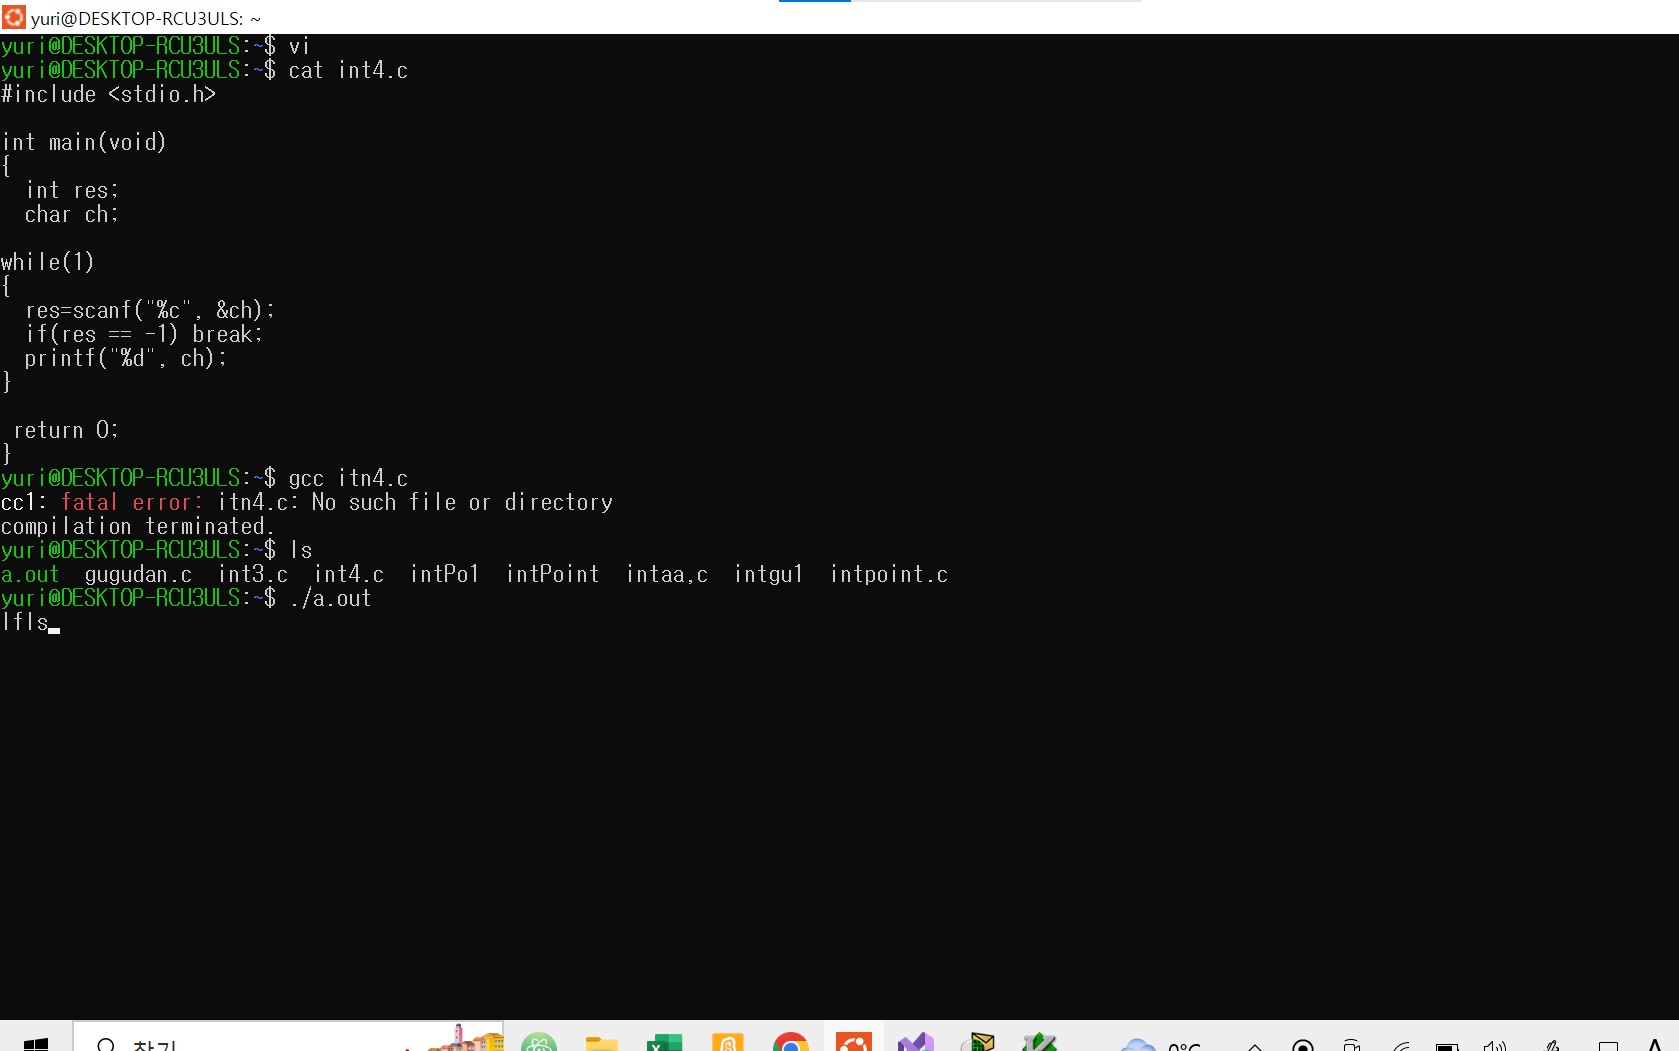 yuri@DESKTOP-RCU3ULS: ~
yuri@DESKTOP-RCU3ULS:~$ vi
yuri@DESKTOP-RCU3ULS:~$ cat int4.c
#include <stdio.h>
int main(void)
{
  int res;
  char ch;
while(1)
{
  res=scanf("%c", &ch);
  if(res == -1) break;
  printf("%d", ch);
}
 return 0;
}
yuri@DESKTOP-RCU3ULS:~$ gcc itn4.c
cc1: fatal error: itn4.c: No such file or directory
compilation terminated.
yuri@DESKTOP-RCU3ULS:~$ ls
a.out  gugudan.c  int3.c  int4.c  intPo1  intPoint  intaa,c  intgu1  intpoint.c
yuri@DESKTOP-RCU3ULS:~$ ./a.out
lfls
0°C